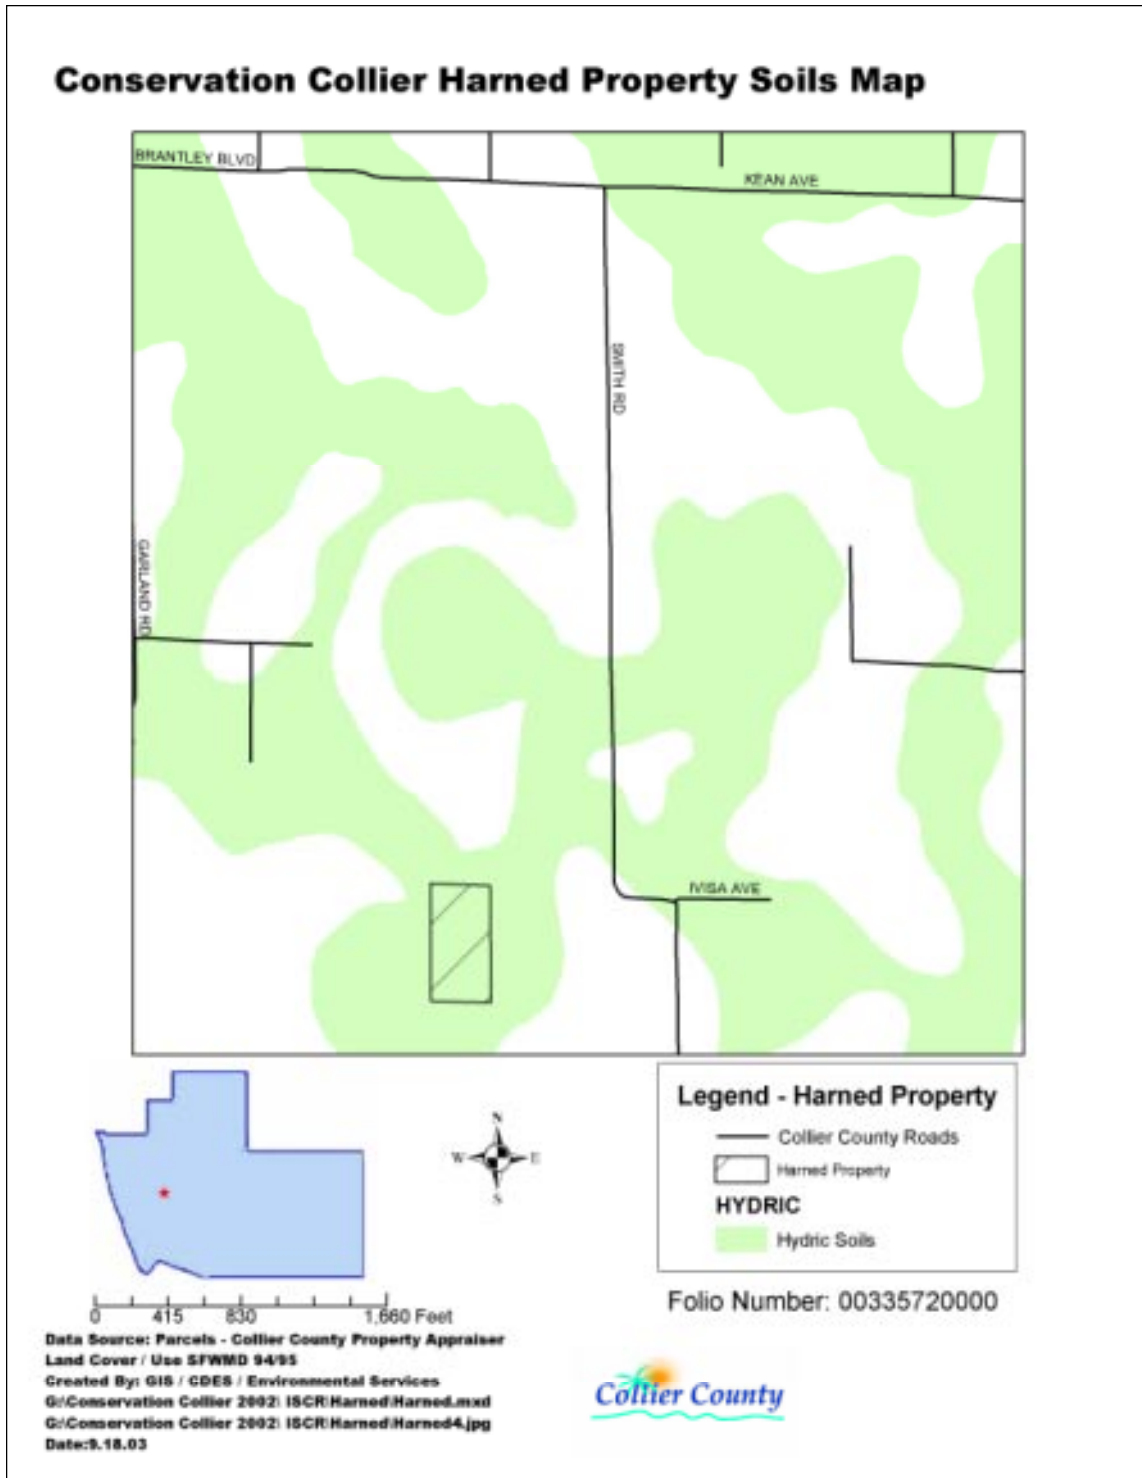 Conservation Collier Harned Property Soils Map
BRANTLEY BLVD
KEAN AVE
SMITH RD
GARLAND RD
IVISA AVE
Legend - Harned Property
Collier County Roads
Harned Property
HYDRIC
Hydric Soils
N
W E
S
0 415 830 1,660 Feet
Folio Number: 00335720000
Data Source: Parcels - Collier County Property Appraiser
Land Cover / Use SFWMD 94/95
Created By: GIS / CDES / Environmental Services
G:\Conservation Collier 2002\ ISCR\Harned\Harned.mxd
G:\Conservation Collier 2002\ ISCR\Harned\Harned4.jpg
Date:9.18.03
Collier County